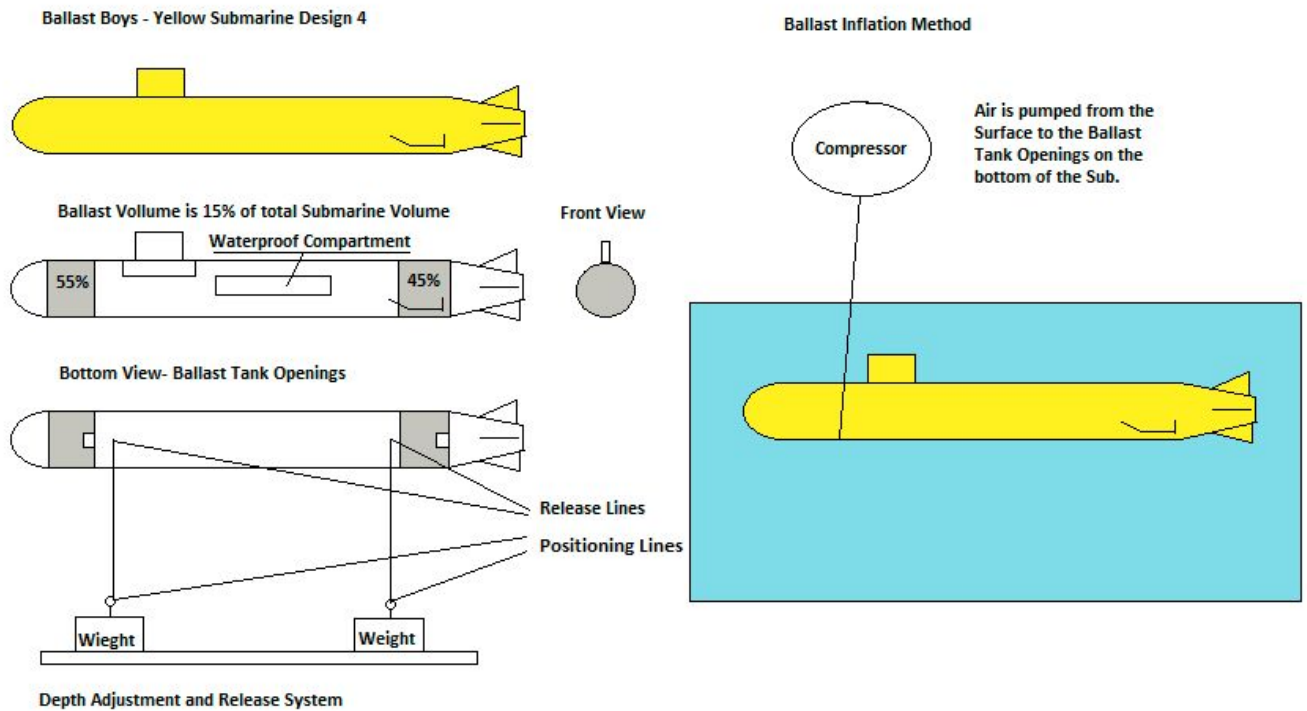 Ballast Boys - Yellow Submarine Design 4
Ballast Vollume is 15% of total Submarine Volume
Waterproof Compartment
55%
45%
Front View
Bottom View- Ballast Tank Openings
Release Lines
Positioning Lines
Wieght
Weight
Depth Adjustment and Release System
Ballast Inflation Method
Compressor
Air is pumped from the
Surface to the Ballast
Tank Openings on the
bottom of the Sub.